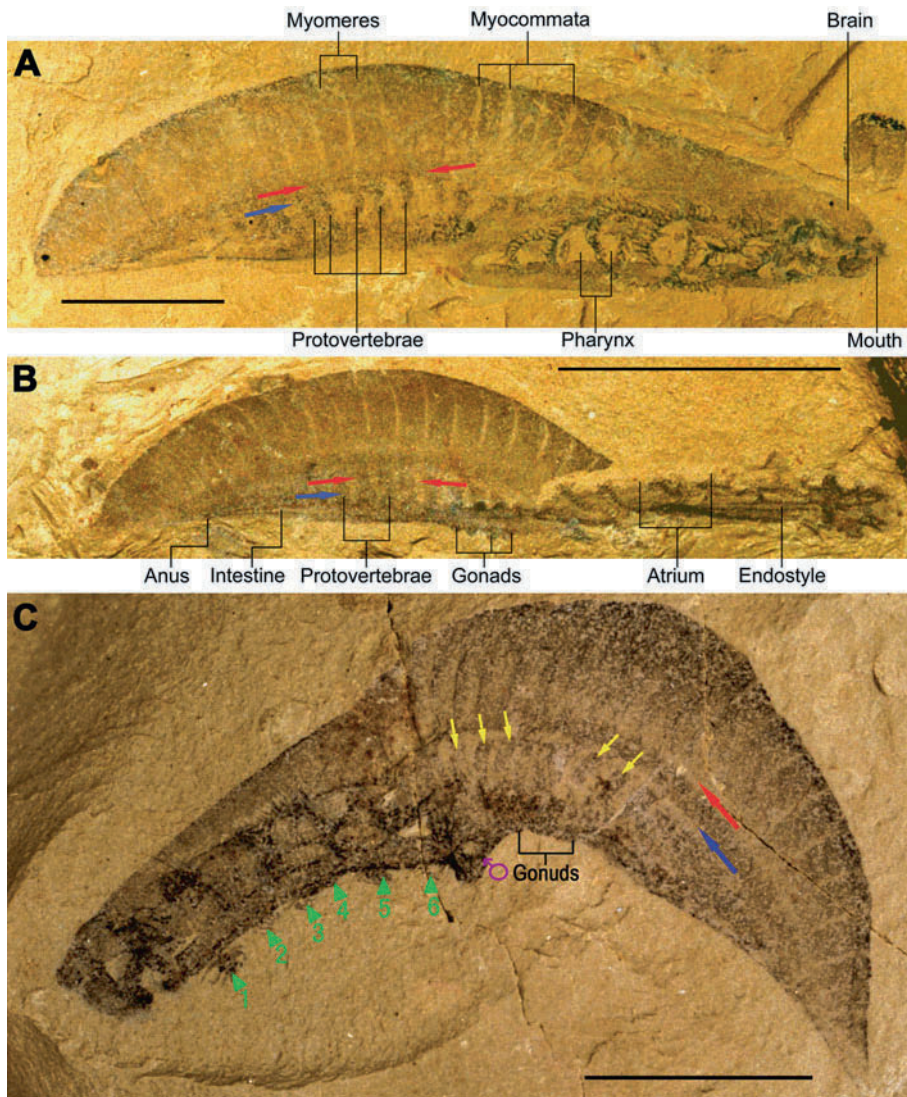 Myomeres Myocommata Brain
A
Protovertebrae Pharynx Mouth
B
Anus Intestine Protovertebrae Gonads Atrium Endostyle
C
♂ Gonuds
6
5
4
3
2
1